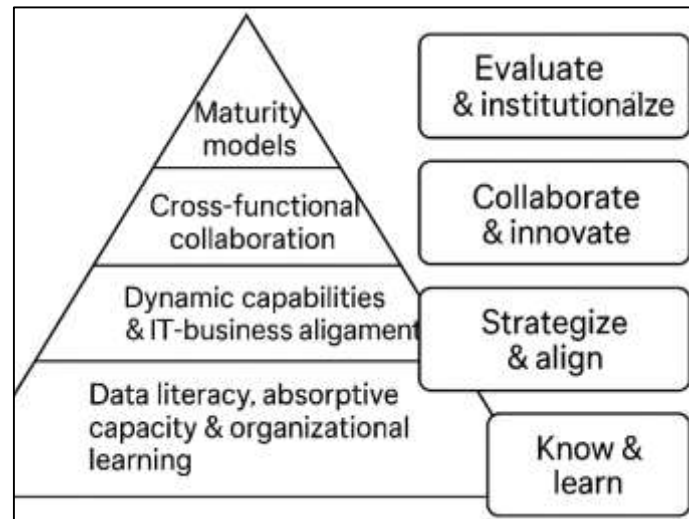 Maturity
models
Cross-functional
collaboration
Dynamic capabilities
& IT-business aligament
Data literacy, absorptive
capacity & organizational
learning
Evaluate
& institutionalze
Collaborate
& innovate
Strategize
& align
Know &
learn